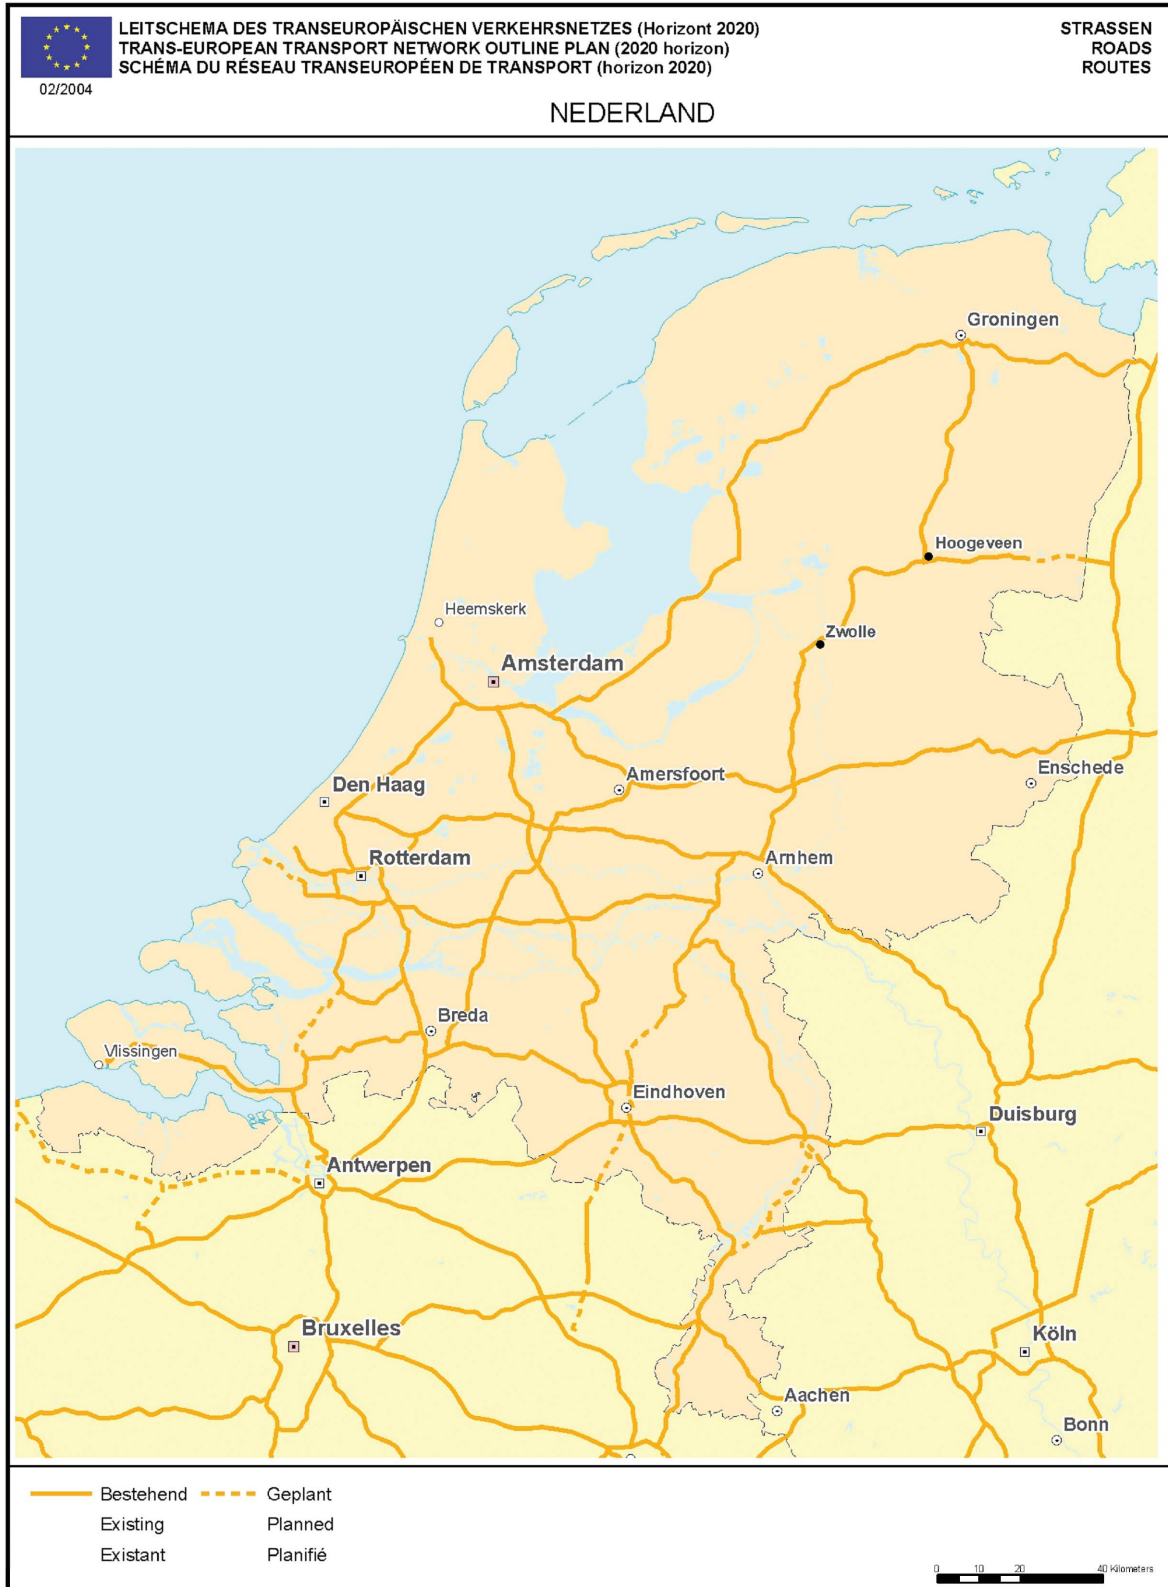 LEITSCHEMA DES TRANSEUROPÄISCHEN VERKEHRSNETZES (Horizont 2020)
TRANS-EUROPEAN TRANSPORT NETWORK OUTLINE PLAN (2020 horizon)
SCHÉMA DU RÉSEAU TRANSEUROPÉEN DE TRANSPORT (horizon 2020)
STRASSEN
ROADS
ROUTES
02/2004
NEDERLAND
Groningen
Hoogeveen
Heemskerk
Zwolle
Amsterdam
Amersfoort
Enschede
Den Haag
Rotterdam
Arnhem
Breda
Vlissingen
Eindhoven
Duisburg
Antwerpen
Bruxelles
Köln
Aachen
Bonn
Bestehend Geplant
Existing Planned
Existant Planifié
0 10 20 40 Kilometers